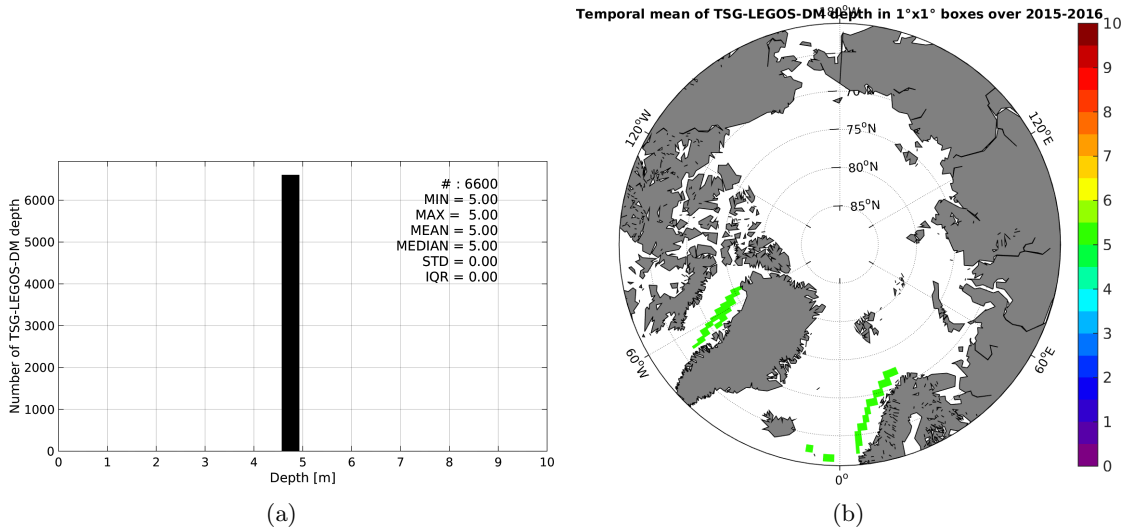 Temporal mean of TSG-LEGOS-DM depth in 1°x1° boxes over 2015-2016
180°W
70°N
75°N
80°N
85°N
120°W
120°E
60°W
60°E
0°
10
9
8
7
6
5
4
3
2
1
0
Number of TSG-LEGOS-DM depth
6000
5000
4000
3000
2000
1000
0
# : 6600
MIN = 5.00
MAX = 5.00
MEAN = 5.00
MEDIAN = 5.00
STD = 0.00
IQR = 0.00
0 1 2 3 4 5 6 7 8 9 10
Depth [m]
(a)
(b)